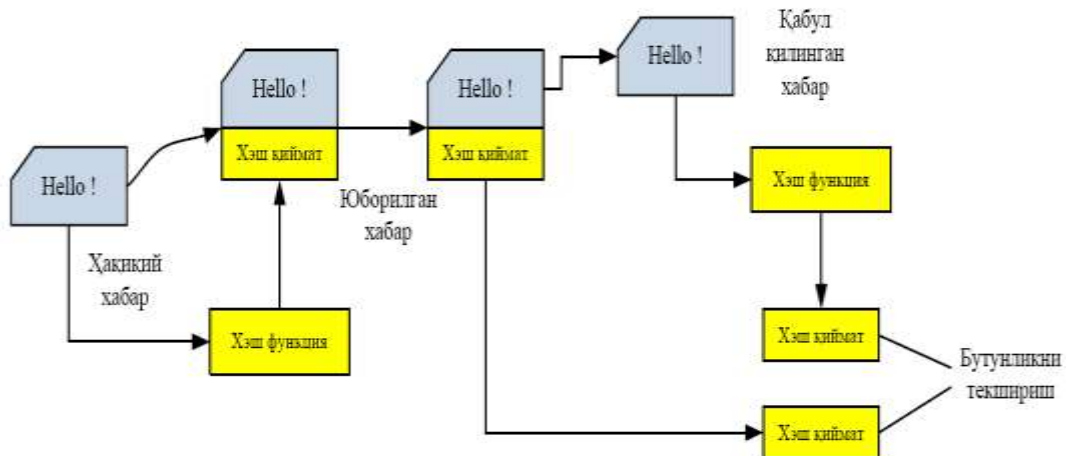 Hello !
Ҳақиқий
хабар
Хэш функция
Hello !
Хэш қиймат
Юборилган
хабар
Hello !
Хэш қиймат
Hello !
Қабул
қилинган
хабар
Хэш функция
Хэш қиймат
Хэш қиймат
Бутунликни
текшириш